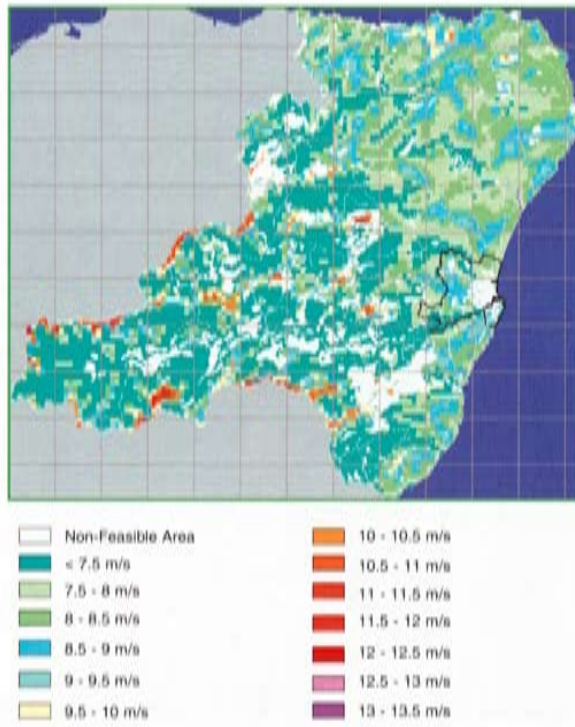 Non-Feasible Area
< 7.5 m/s
7.5 - 8 m/s
8 - 8.5 m/s
8.5 - 9 m/s
9 - 9.5 m/s
9.5 - 10 m/s
10 - 10.5 m/s
10.5 - 11 m/s
11 - 11.5 m/s
11.5 - 12 m/s
12 - 12.5 m/s
12.5 - 13 m/s
13 - 13.5 m/s